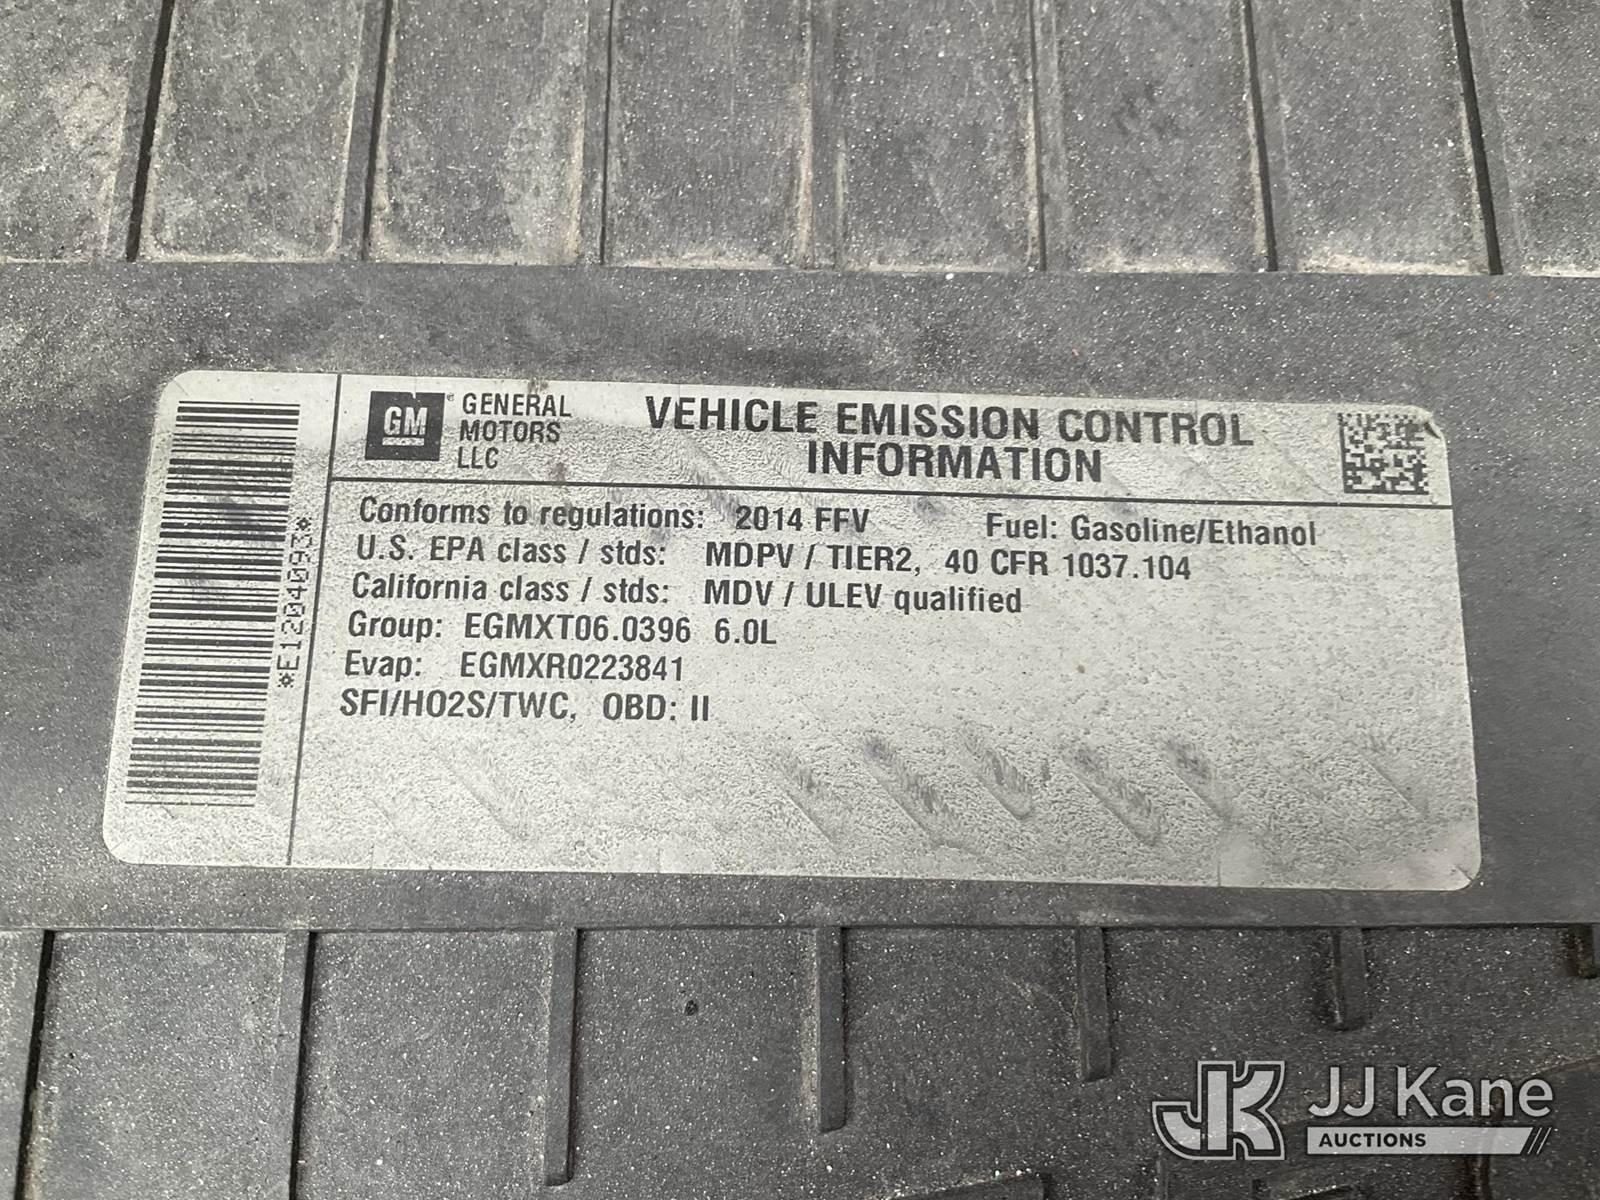 GM
GENERAL
MOTORS
LLC
VEHICLE EMISSION CONTROL
INFORMATION
Conforms to regulations: 2014 FFV Fuel: Gasoline/Ethanol
U.S. EPA class / stds: MDPV / TIER2, 40 CFR 1037.104
California class / stds: MDV / ULEV qualified
Group: EGMXT06.0396 6.0L
Evap: EGMXR0223841
SFI/HO2S/TWC, OBD: II
*E1204093*
JK
JJ Kane
AUCTIONS